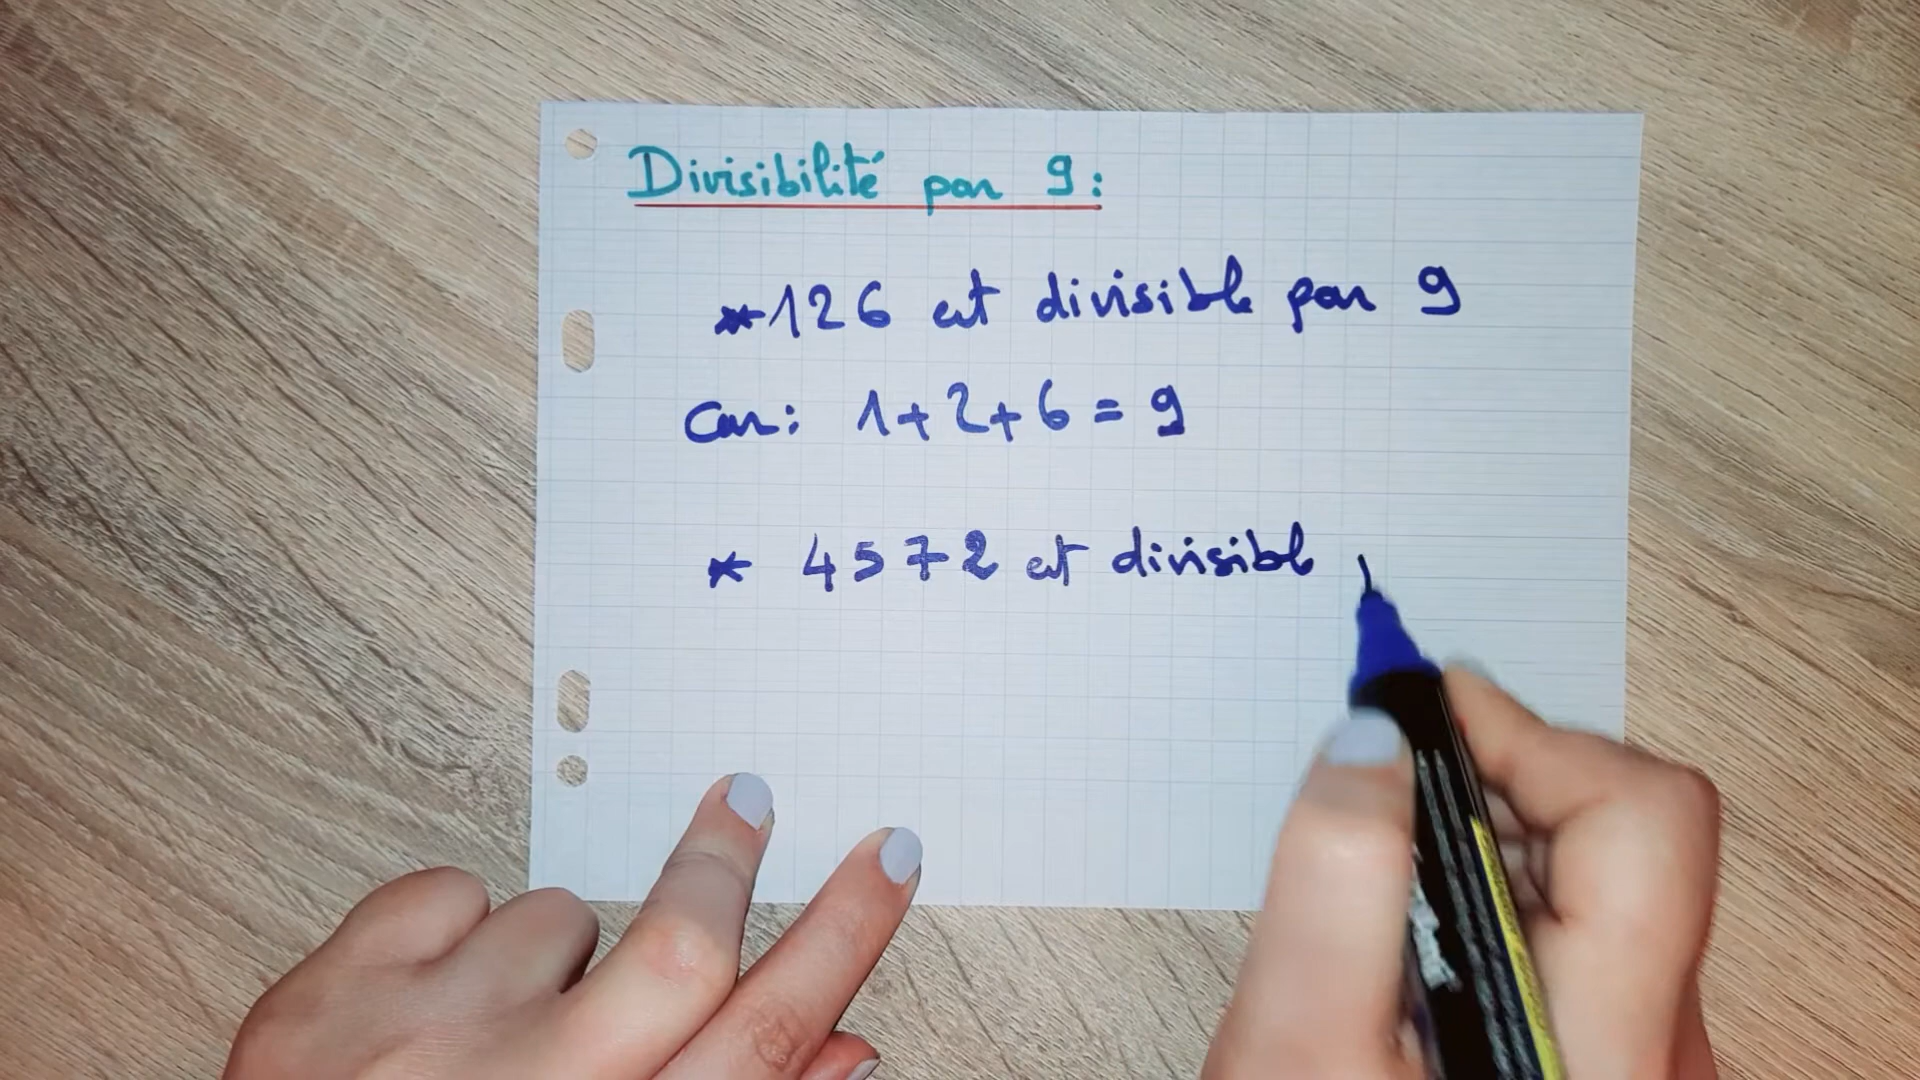 Divisibilité par 9 :
* 126 est divisible par 9
Car : 1 + 2 + 6 = 9
* 4572 est divisible